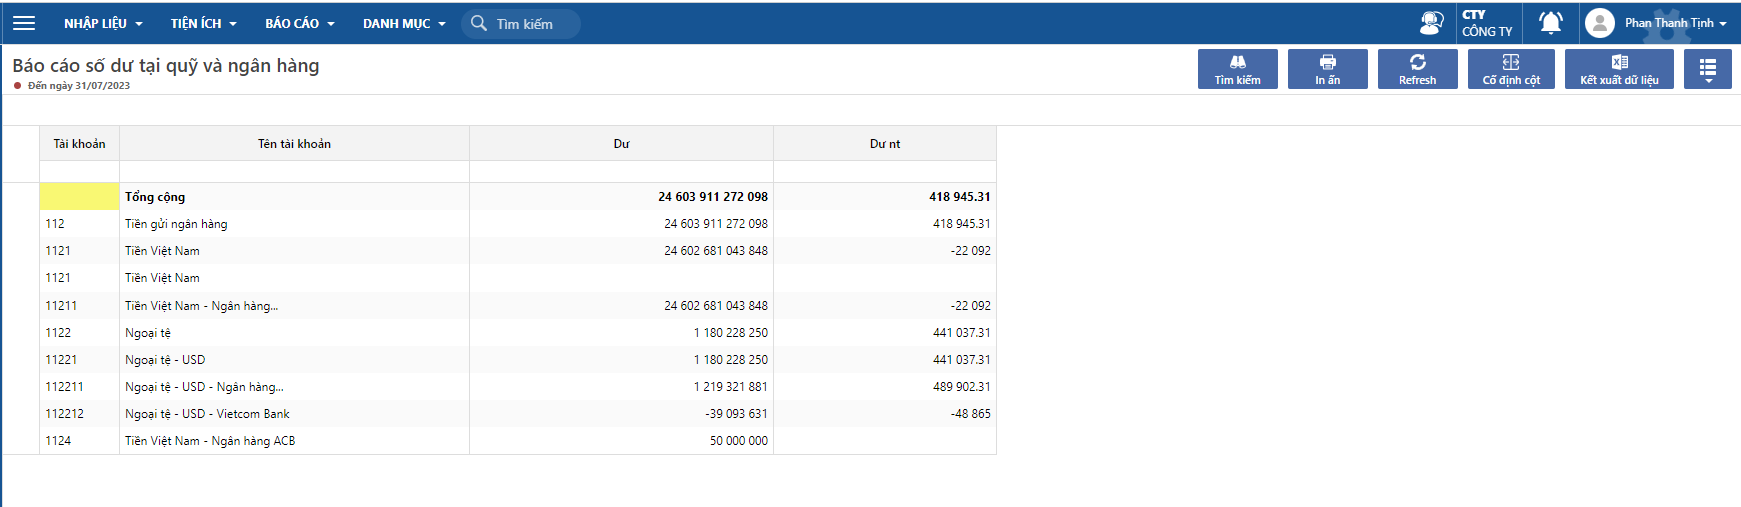 NHẬP LIỆU TIỆN ÍCH BÁO CÁO DANH MỤC Tìm kiếm CTY Phan Thanh Tịnh
CÔNG TY
Báo cáo số dư tại quỹ và ngân hàng
Đến ngày 31/07/2023
Tìm kiếm In ấn Refresh Cố định cột Kết xuất dữ liệu
Tài khoản Tên tài khoản Dư Dư nt
Tổng cộng 24 603 911 272 098 418 945.31
112 Tiền gửi ngân hàng 24 603 911 272 098 418 945.31
1121 Tiền Việt Nam 24 602 681 043 848 -22 092
1121 Tiền Việt Nam
11211 Tiền Việt Nam - Ngân hàng... 24 602 681 043 848 -22 092
1122 Ngoại tệ 1 180 228 250 441 037.31
11221 Ngoại tệ - USD 1 180 228 250 441 037.31
112211 Ngoại tệ - USD - Ngân hàng... 1 219 321 881 489 902.31
112212 Ngoại tệ - USD - Vietcom Bank -39 093 631 -48 865
1124 Tiền Việt Nam - Ngân hàng ACB 50 000 000